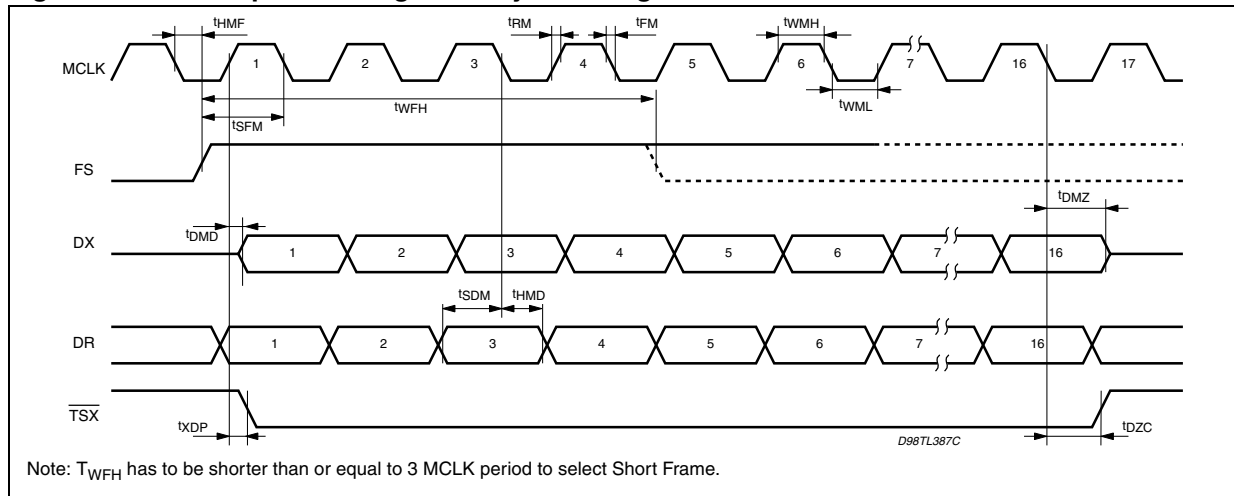 tHMF tRM tFM tWMH
MCLK 1 2 3 4 5 6 7 16 17
tWFH tWML
tSFM
FS
tDMZ
tDMD
DX 1 2 3 4 5 6 7 16
tSDM tHMD
DR 1 2 3 4 5 6 7 16
TSX
tXDP D98TL387C tDZC
Note: TWFH has to be shorter than or equal to 3 MCLK period to select Short Frame.